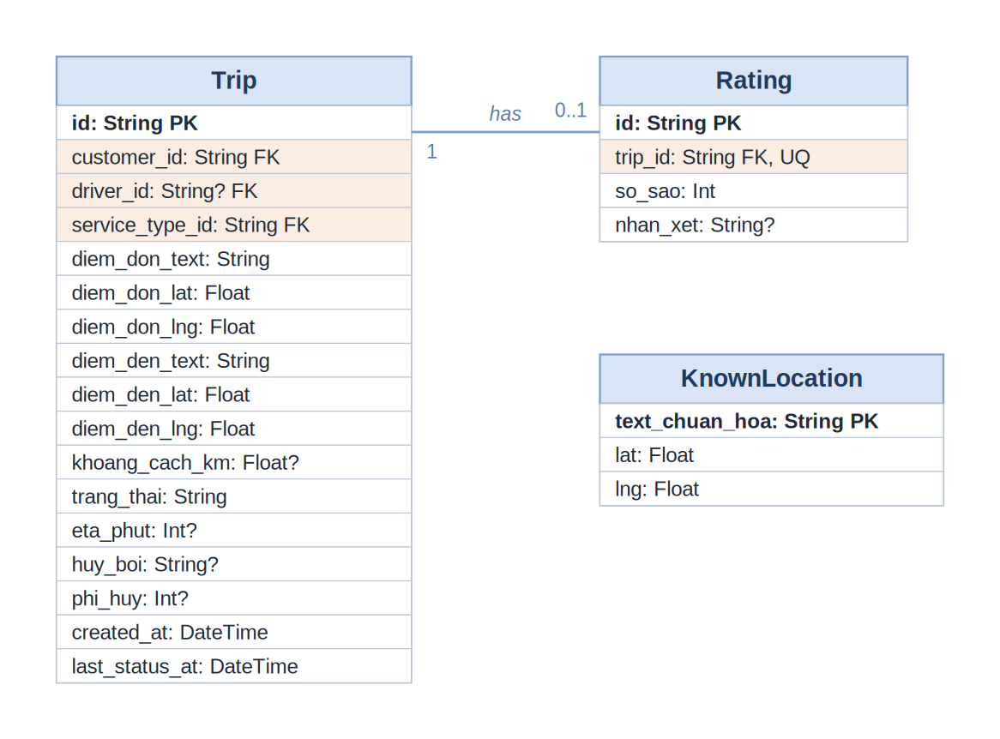 Trip
id: String PK
customer_id: String FK
driver_id: String? FK
service_type_id: String FK
diem_don_text: String
diem_don_lat: Float
diem_don_lng: Float
diem_den_text: String
diem_den_lat: Float
diem_den_lng: Float
khoang_cach_km: Float?
trang_thai: String
eta_phut: Int?
huy_boi: String?
phi_huy: Int?
created_at: DateTime
last_status_at: DateTime
has
0..1
1
Rating
id: String PK
trip_id: String FK, UQ
so_sao: Int
nhan_xet: String?
KnownLocation
text_chuan_hoa: String PK
lat: Float
lng: Float